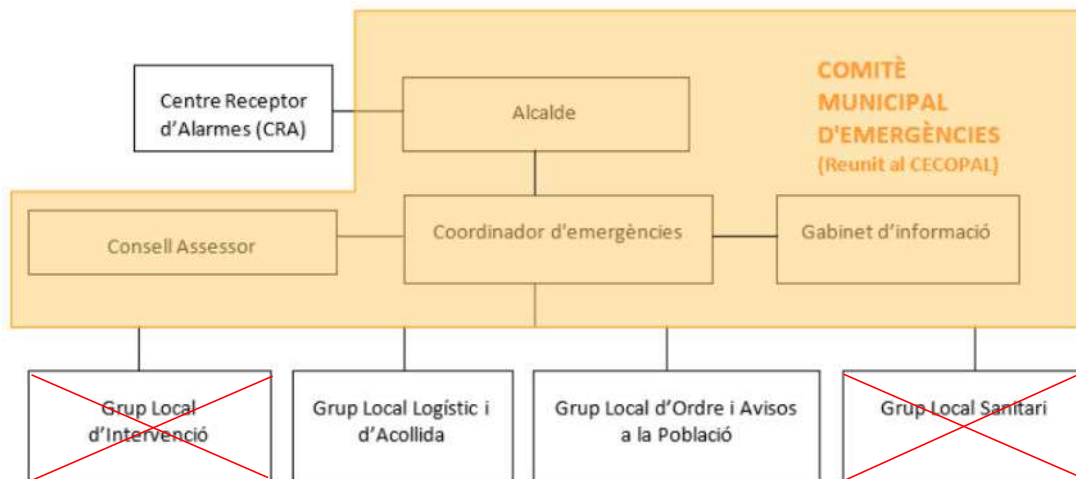 COMITÈ
MUNICIPAL
D'EMERGÈNCIES
(Reunit al CECOPAL)
Centre Receptor
d'Alarmes (CRA)
Alcalde
Consell Assessor
Coordinador d'emergències
Gabinet d'informació
Grup Local
d'Intervenció
Grup Local Logístic i
d'Acollida
Grup Local d'Ordre i Avisos
a la Població
Grup Local Sanitari